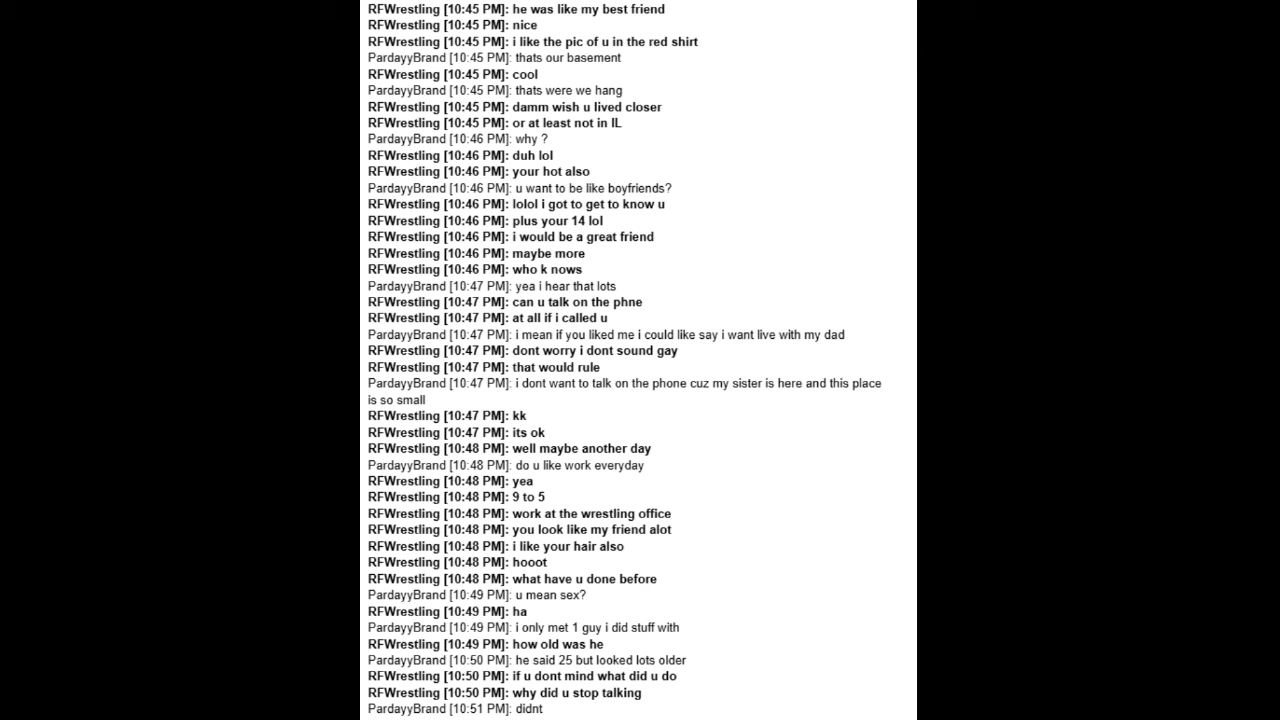 RFWrestling [10:45 PM]: he was like my best friend
RFWrestling [10:45 PM]: nice
RFWrestling [10:45 PM]: i like the pic of u in the red shirt
PardayyBrand [10:45 PM]: thats our basement
RFWrestling [10:45 PM]: cool
PardayyBrand [10:45 PM]: thats were we hang
RFWrestling [10:45 PM]: damm wish u lived closer
RFWrestling [10:45 PM]: or at least not in IL
PardayyBrand [10:46 PM]: why ?
RFWrestling [10:46 PM]: duh lol
RFWrestling [10:46 PM]: your hot also
PardayyBrand [10:46 PM]: u want to be like boyfriends?
RFWrestling [10:46 PM]: lolol i got to get to know u
RFWrestling [10:46 PM]: plus your 14 lol
RFWrestling [10:46 PM]: i would be a great friend
RFWrestling [10:46 PM]: maybe more
RFWrestling [10:46 PM]: who k nows
PardayyBrand [10:47 PM]: yea i hear that lots
RFWrestling [10:47 PM]: can u talk on the phne
RFWrestling [10:47 PM]: at all if i called u
PardayyBrand [10:47 PM]: i mean if you liked me i could like say i want live with my dad
RFWrestling [10:47 PM]: dont worry i dont sound gay
RFWrestling [10:47 PM]: that would rule
PardayyBrand [10:47 PM]: i dont want to talk on the phone cuz my sister is here and this place
is so small
RFWrestling [10:47 PM]: kk
RFWrestling [10:47 PM]: its ok
RFWrestling [10:48 PM]: well maybe another day
PardayyBrand [10:48 PM]: do u like work everyday
RFWrestling [10:48 PM]: yea
RFWrestling [10:48 PM]: 9 to 5
RFWrestling [10:48 PM]: work at the wrestling office
RFWrestling [10:48 PM]: you look like my friend alot
RFWrestling [10:48 PM]: i like your hair also
RFWrestling [10:48 PM]: hooot
RFWrestling [10:48 PM]: what have u done before
PardayyBrand [10:49 PM]: u mean sex?
RFWrestling [10:49 PM]: ha
PardayyBrand [10:49 PM]: i only met 1 guy i did stuff with
RFWrestling [10:49 PM]: how old was he
PardayyBrand [10:50 PM]: he said 25 but looked lots older
RFWrestling [10:50 PM]: if u dont mind what did u do
RFWrestling [10:50 PM]: why did u stop talking
PardayyBrand [10:51 PM]: didnt